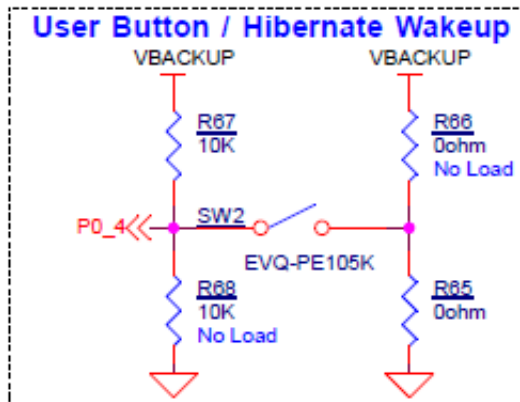 User Button / Hibernate Wakeup
VBACKUP
VBACKUP
R67
10K
R66
0ohm
No Load
P0_4
SW2
EVQ-PE105K
R68
10K
No Load
R65
0ohm